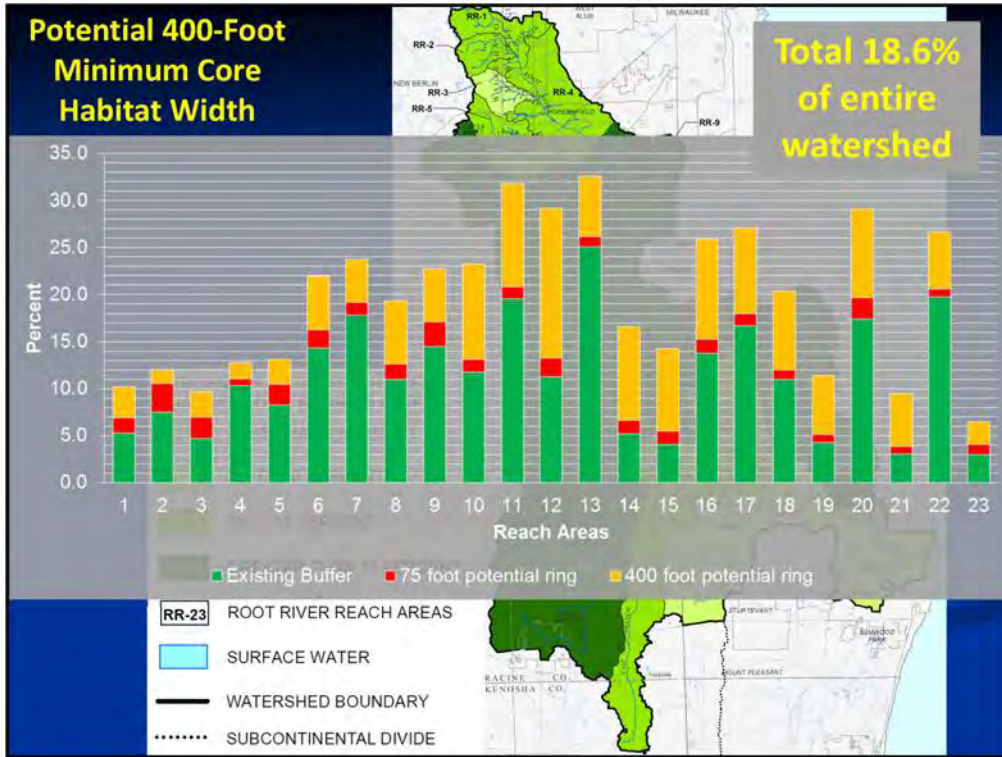 Potential 400-Foot
Minimum Core
Habitat Width
Total 18.6%
of entire
watershed
RR-1
RR-2
NEW BERLIN
RR-3
RR-4
RR-5
RR-9
MILWAUKEE
35.0
30.0
25.0
20.0
15.0
10.0
5.0
0.0
Percent
1 2 3 4 5 6 7 8 9 10 11 12 13 14 15 16 17 18 19 20 21 22 23
Reach Areas
Existing Buffer 75 foot potential ring 400 foot potential ring
RR-23 ROOT RIVER REACH AREAS
SURFACE WATER
WATERSHED BOUNDARY
SUBCONTINENTAL DIVIDE
STURTEVANT
ELMWOOD
PARK
MOUNT PLEASANT
RACINE CO.
KENOSHA CO.